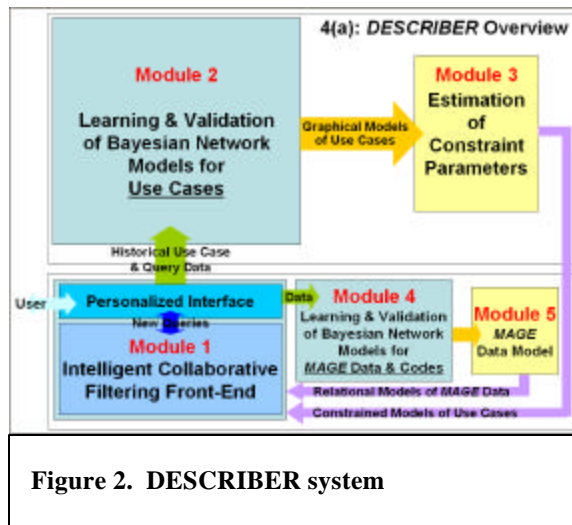 4(a): DESCRIBER Overview
Module 2
Learning & Validation
of Bayesian Network
Models for
Use Cases
Graphical Models
of Use Cases
Module 3
Estimation
of
Constraint
Parameters
Historical Use Case
& Query Data
User
Personalized Interface
Data
New Queries
Module 1
Intelligent Collaborative
Filtering Front-End
Module 4
Learning & Validation
of Bayesian Network
Models for
MAGE Data & Codes
Module 5
MAGE
Data Model
Relational Models of MAGE Data
Constrained Models of Use Cases
Figure 2. DESCRIBER system